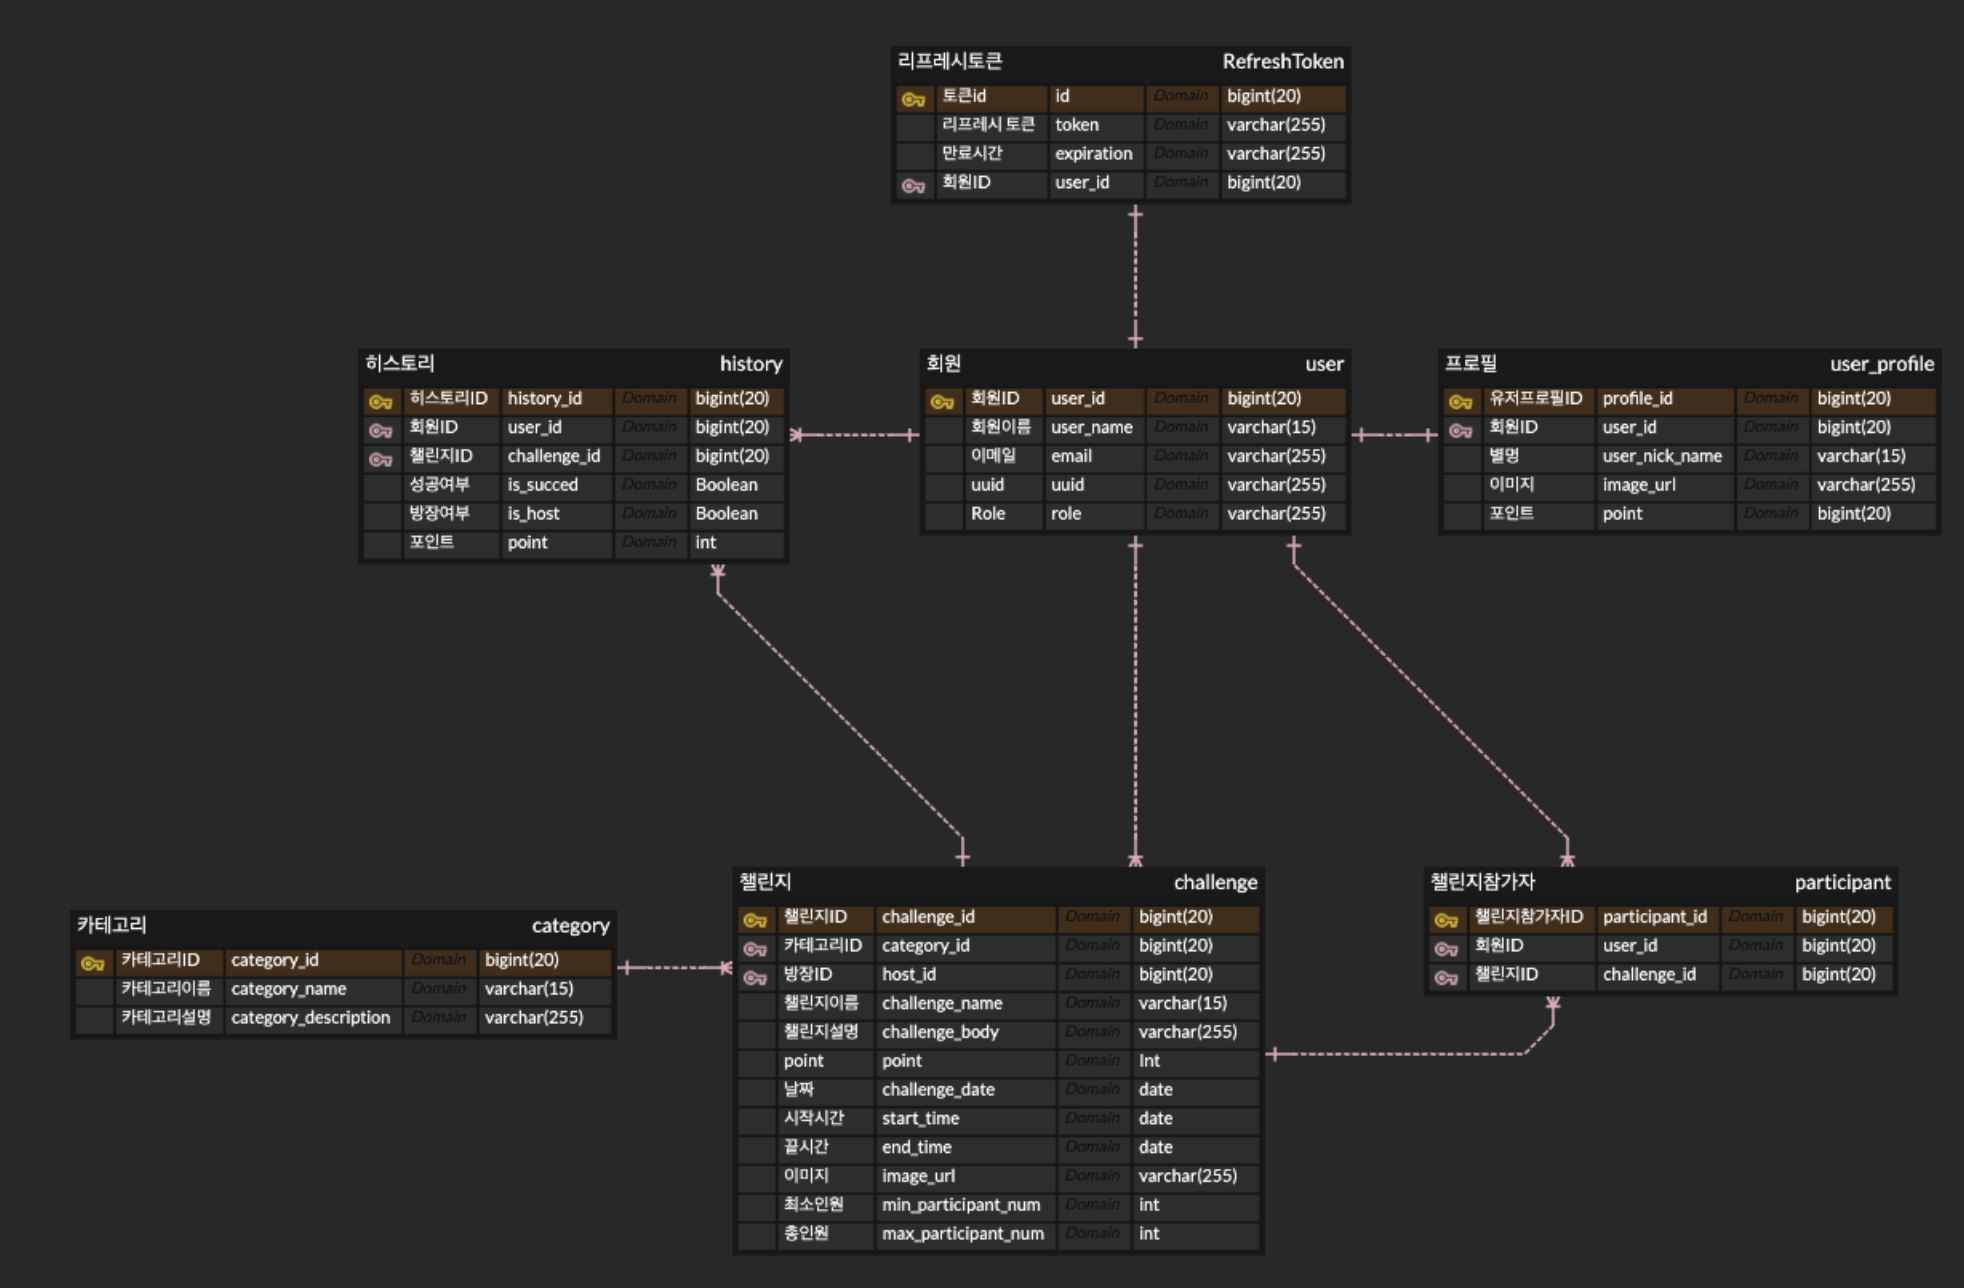 리프레시토큰 RefreshToken
토큰id id Domain bigint(20)
리프레시 토큰 token Domain varchar(255)
만료시간 expiration Domain varchar(255)
회원ID user_id Domain bigint(20)
히스토리 history
히스토리ID history_id Domain bigint(20)
회원ID user_id Domain bigint(20)
챌린지ID challenge_id Domain bigint(20)
성공여부 is_succed Domain Boolean
방장여부 is_host Domain Boolean
포인트 point Domain int
회원 user
회원ID user_id Domain bigint(20)
회원이름 user_name Domain varchar(15)
이메일 email Domain varchar(255)
uuid uuid Domain varchar(255)
Role role Domain varchar(255)
프로필 user_profile
유저프로필ID profile_id Domain bigint(20)
회원ID user_id Domain bigint(20)
별명 user_nick_name Domain varchar(15)
이미지 image_url Domain varchar(255)
포인트 point Domain bigint(20)
카테고리 category
카테고리ID category_id Domain bigint(20)
카테고리이름 category_name Domain varchar(15)
카테고리설명 category_description Domain varchar(255)
챌린지 challenge
챌린지ID challenge_id Domain bigint(20)
카테고리ID category_id Domain bigint(20)
방장ID host_id Domain bigint(20)
챌린지이름 challenge_name Domain varchar(15)
챌린지설명 challenge_body Domain varchar(255)
point point Domain Int
날짜 challenge_date Domain date
시작시간 start_time Domain date
끝시간 end_time Domain date
이미지 image_url Domain varchar(255)
최소인원 min_participant_num Domain int
총인원 max_participant_num Domain int
챌린지참가자 participant
챌린지참가자ID participant_id Domain bigint(20)
회원ID user_id Domain bigint(20)
챌린지ID challenge_id Domain bigint(20)